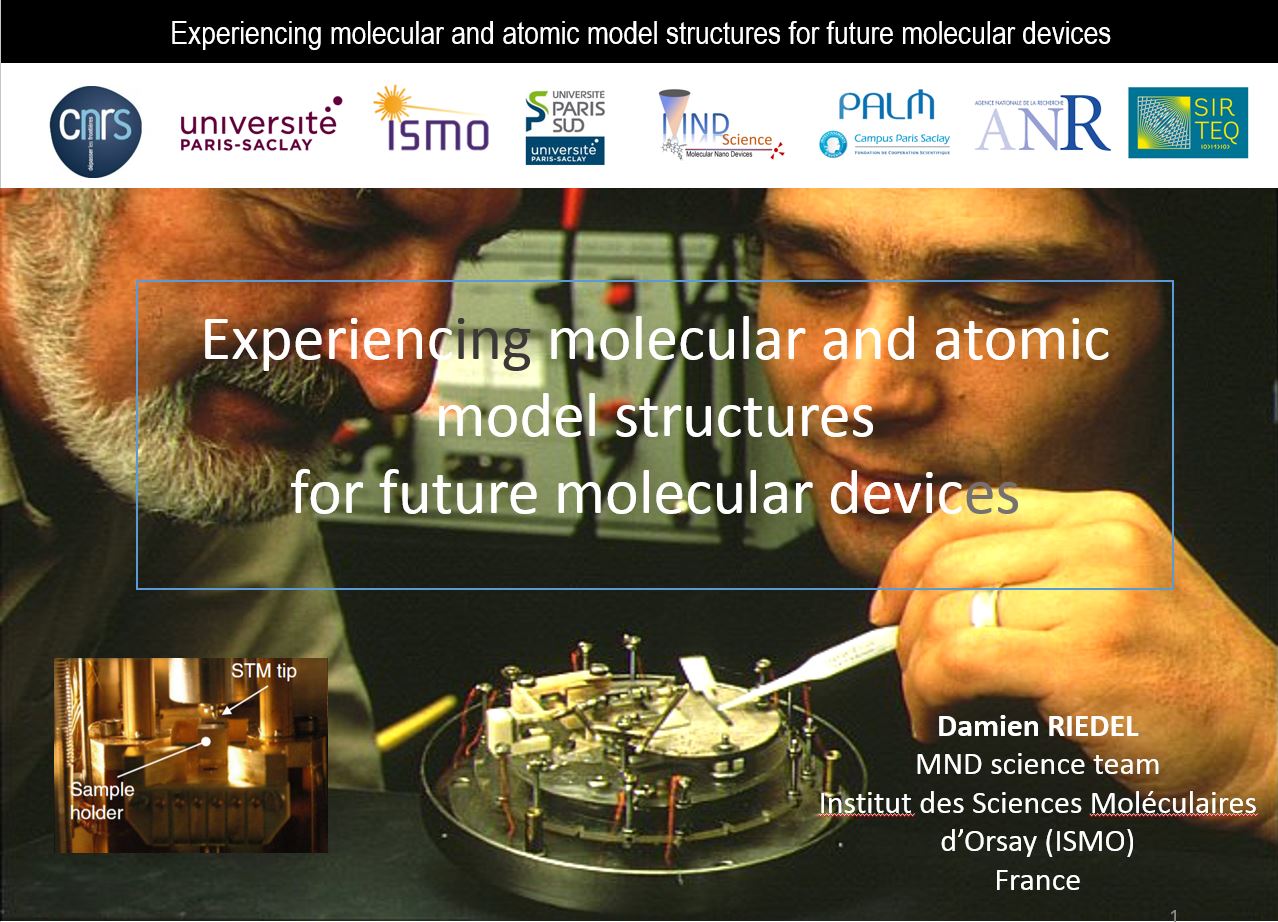 Experiencing molecular and atomic model structures for future molecular devices
cnrs
dépasser les frontières
université
PARIS-SACLAY
ismo
UNIVERSITE
PARIS
SUD
université
PARIS-SACLAY
MND
Science
Molecular Nano Devices
PALM
Campus Paris Saclay
FONDATION DE COOPERATION SCIENTIFIQUE
AGENCE NATIONALE DE LA RECHERCHE
ANR
SIR
TEQ
Experiencing molecular and atomic
model structures
for future molecular devices
STM tip
Sample
holder
Damien RIEDEL
MND science team
Institut des Sciences Moléculaires
d’Orsay (ISMO)
France
1